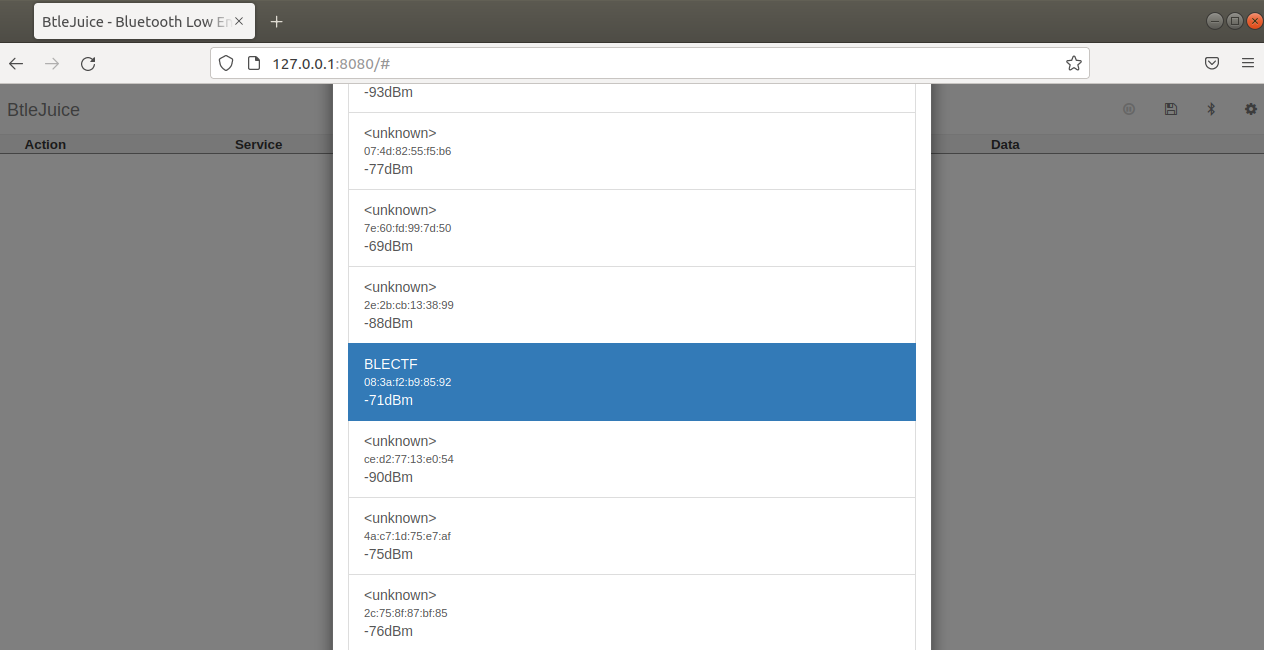 BtleJuice - Bluetooth Low En
127.0.0.1:8080/#
BtleJuice
Action Service Data
-93dBm
<unknown>
07:4d:82:55:f5:b6
-77dBm
<unknown>
7e:60:fd:99:7d:50
-69dBm
<unknown>
2e:2b:cb:13:38:99
-88dBm
BLECTF
08:3a:f2:b9:85:92
-71dBm
<unknown>
ce:d2:77:13:e0:54
-90dBm
<unknown>
4a:c7:1d:75:e7:af
-75dBm
<unknown>
2c:75:8f:87:bf:85
-76dBm